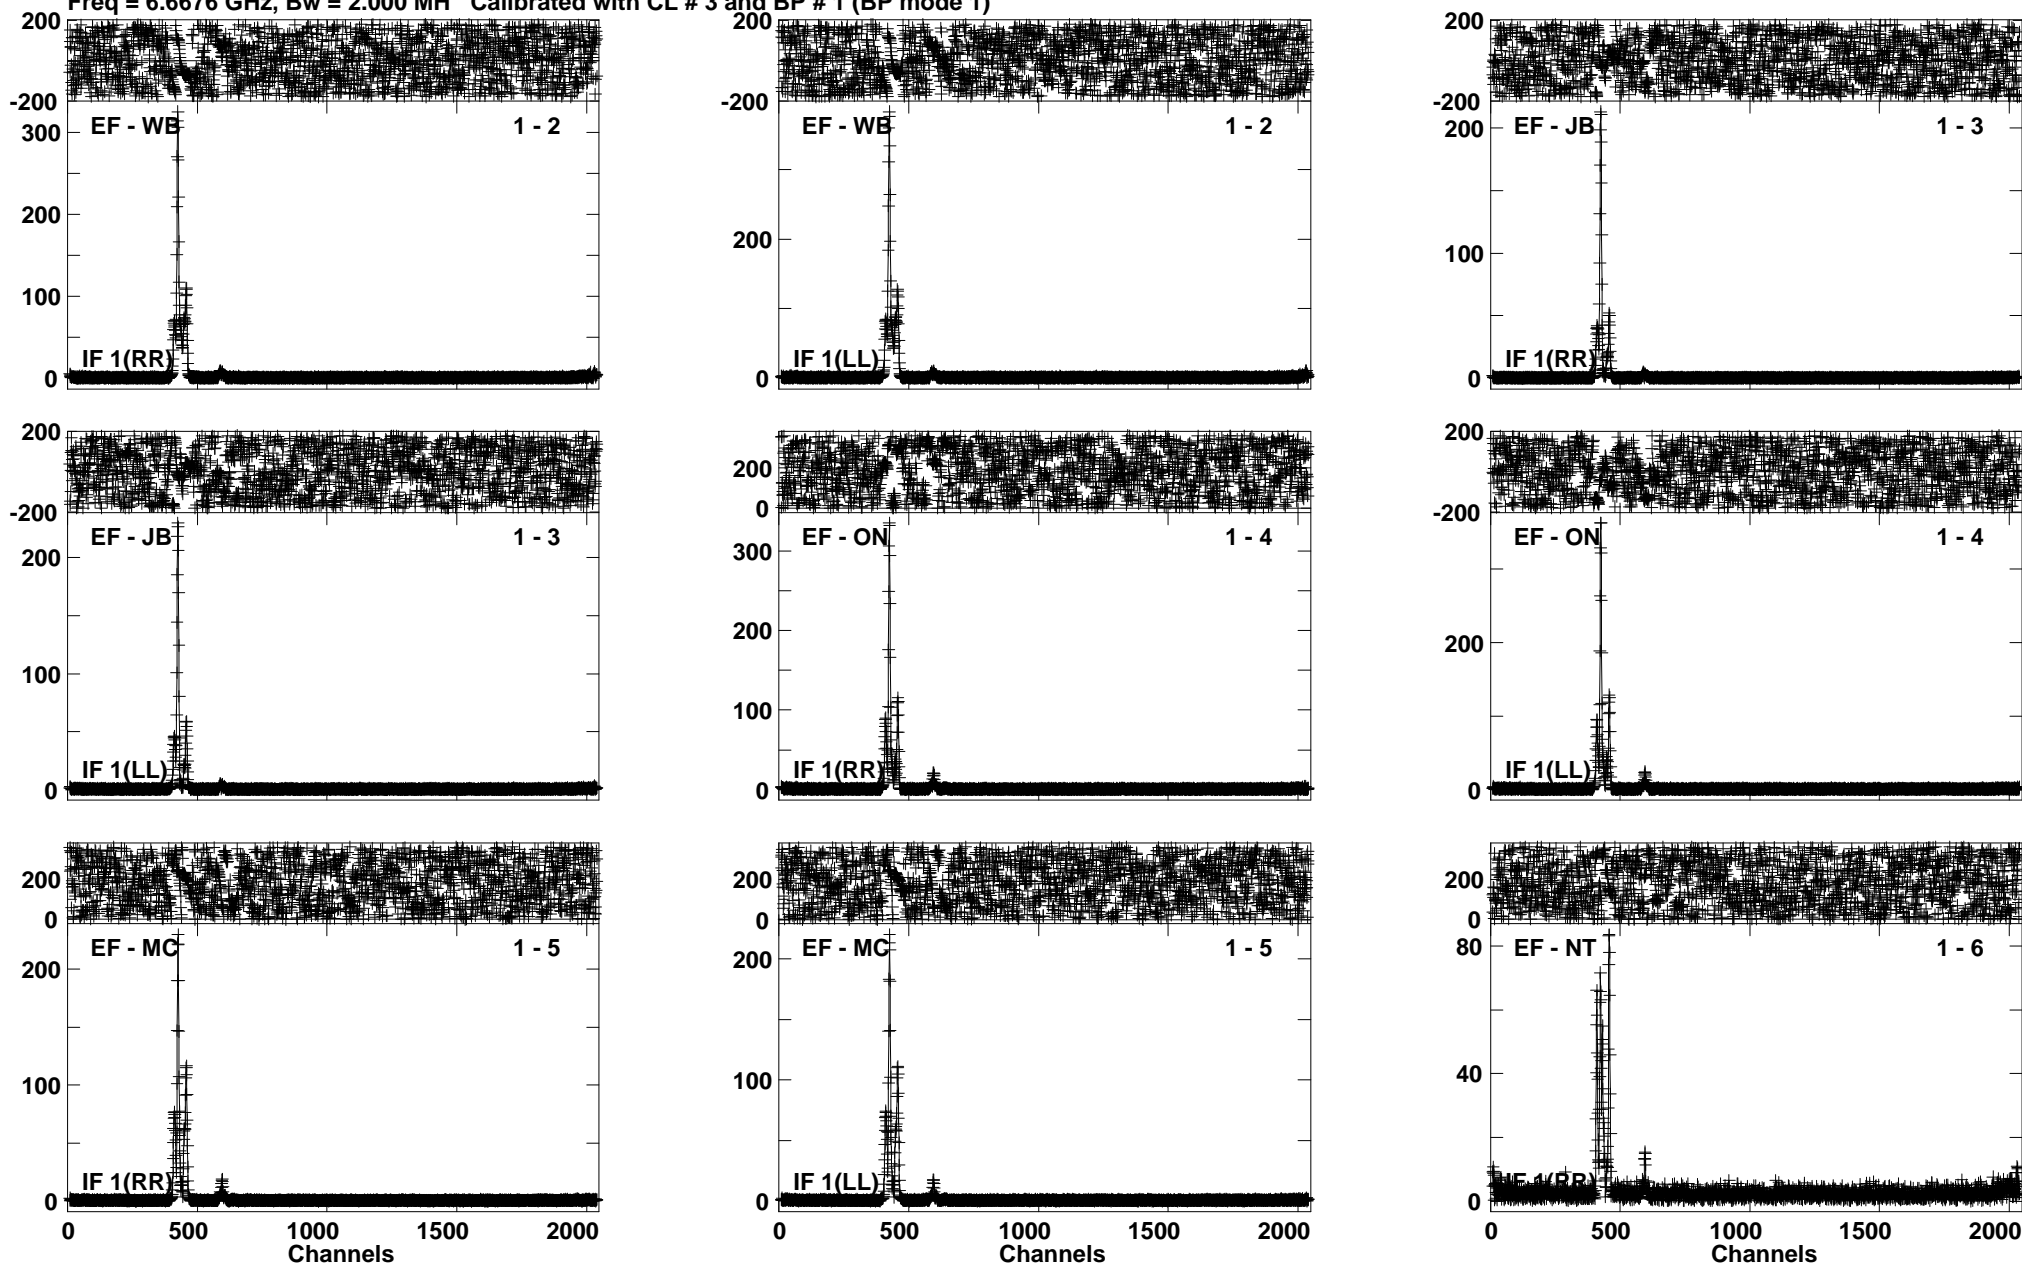 Freq = 6.6676 GHz, Bw = 2.000 MH Calibrated with CL # 3 and BP # 1 (BP mode 1)
200 200 200
-200 -200 -200
EF - WB 1 - 2 EF - WB 1 - 2 EF - JB 1 - 3
300 200
200 200 100
100
IF 1(RR) IF 1(LL) IF 1(RR)
0 0 0
200 200 200
-200 0 -200
EF - JB 1 - 3 EF - ON 1 - 4 EF - ON 1 - 4
200 300 200
100 200
100
IF 1(LL) IF 1(RR) IF 1(LL)
0 0 0
200 200 200
0 0 0
EF - MC 1 - 5 EF - MC 1 - 5 EF - NT 1 - 6
200 200 80
100 100 40
IF 1(RR) IF 1(LL) IF 1(RR)
0 0 0
0 500 1000 1500 2000 0 500 1000 1500 2000 0 500 1000 1500 2000
Channels Channels Channels